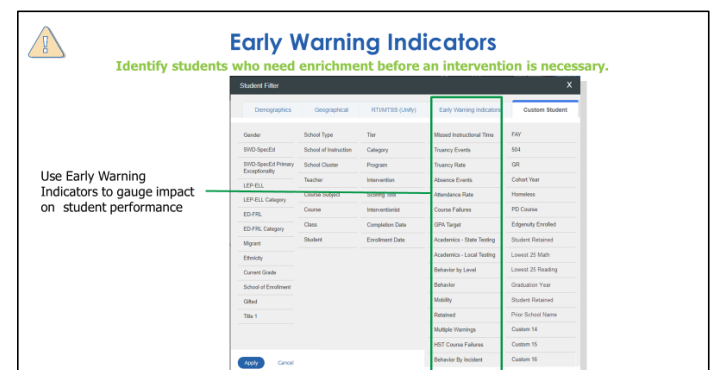 Early Warning Indicators
Identify students who need enrichment before an intervention is necessary.
Student Filter
X
Demographics
Geographical
RTI/MTSS (Unify)
Early Warning Indicators
Custom Student
Gender
SWD-SpecEd
SWD-SpecEd Primary
Exceptionality
LEP-ELL
LEP-ELL Category
ED-FRL
ED-FRL Category
Migrant
Ethnicity
Current Grade
School of Enrollment
Gifted
Title 1
School Type
School of Instruction
School Cluster
Teacher
Course Subject
Course
Class
Student
Tier
Category
Program
Intervention
Scoring Tool
Interventionist
Completion Date
Enrollment Date
Missed Instructional Time
Truancy Events
Truancy Rate
Absence Events
Attendance Rate
Course Failures
GPA Target
Academics - State Testing
Academics - Local Testing
Behavior by Level
Behavior
Mobility
Retained
Multiple Warnings
HST Course Failures
Behavior By Incident
FAY
504
GR
Cohort Year
Homeless
PD Course
Edgenuity Enrolled
Student Retained
Lowest 25 Math
Lowest 25 Reading
Graduation Year
Student Retained
Prior School Name
Custom 14
Custom 15
Custom 16
Apply
Cancel
Use Early Warning
Indicators to gauge impact
on student performance